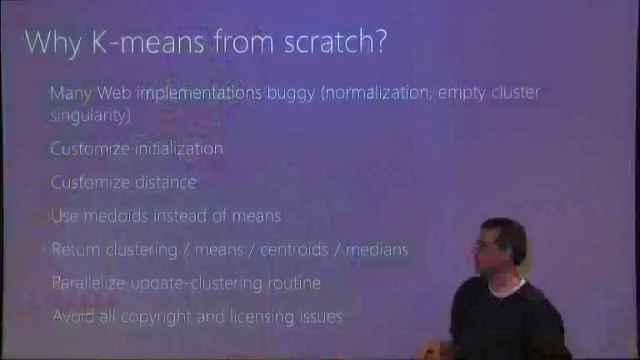 Why K-means from scratch?
Many Web implementations buggy (normalization, empty cluster
singularity)
Customize initialization
Customize distance
Use medoids instead of means
Return clustering / means / centroids / medians
Parallelize update-clustering routine
Avoid all copyright and licensing issues